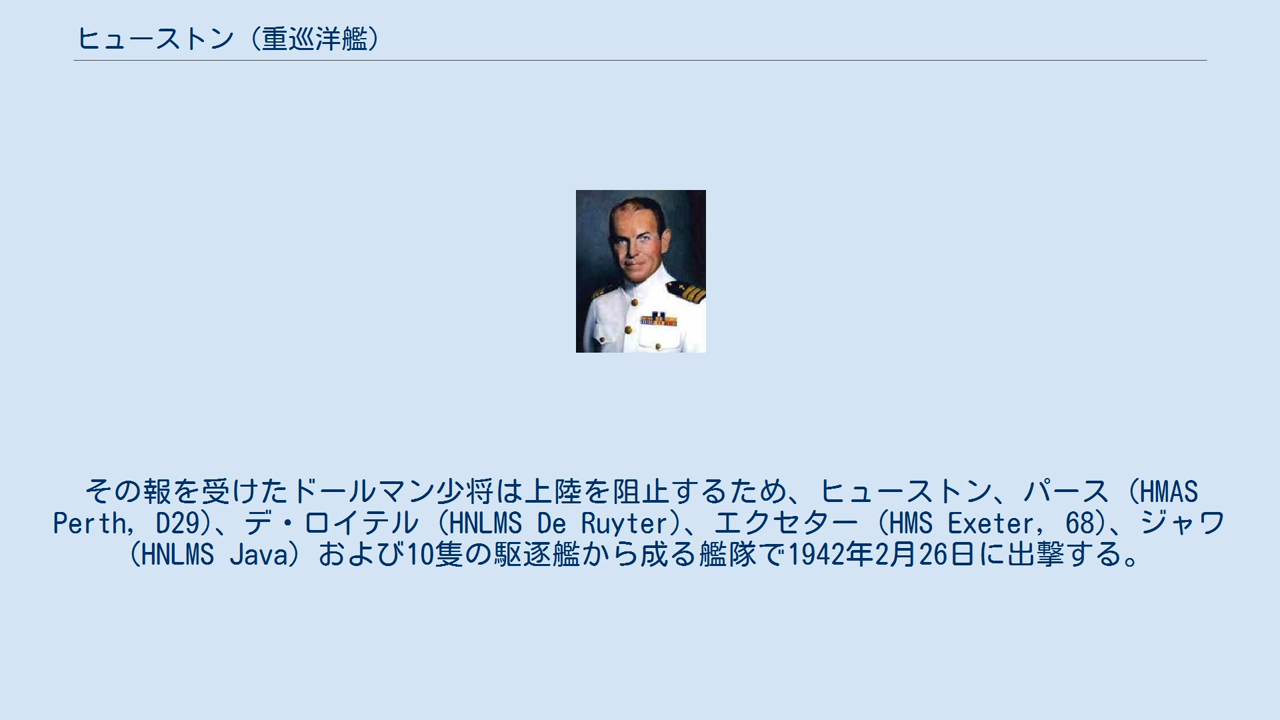 ヒューストン（重巡洋艦）
その報を受けたドールマン少将は上陸を阻止するため、ヒューストン、パース（HMAS
Perth, D29）、デ・ロイテル（HNLMS De Ruyter）、エクセター（HMS Exeter, 68）、ジャワ
（HNLMS Java）および10隻の駆逐艦から成る艦隊で1942年2月26日に出撃する。